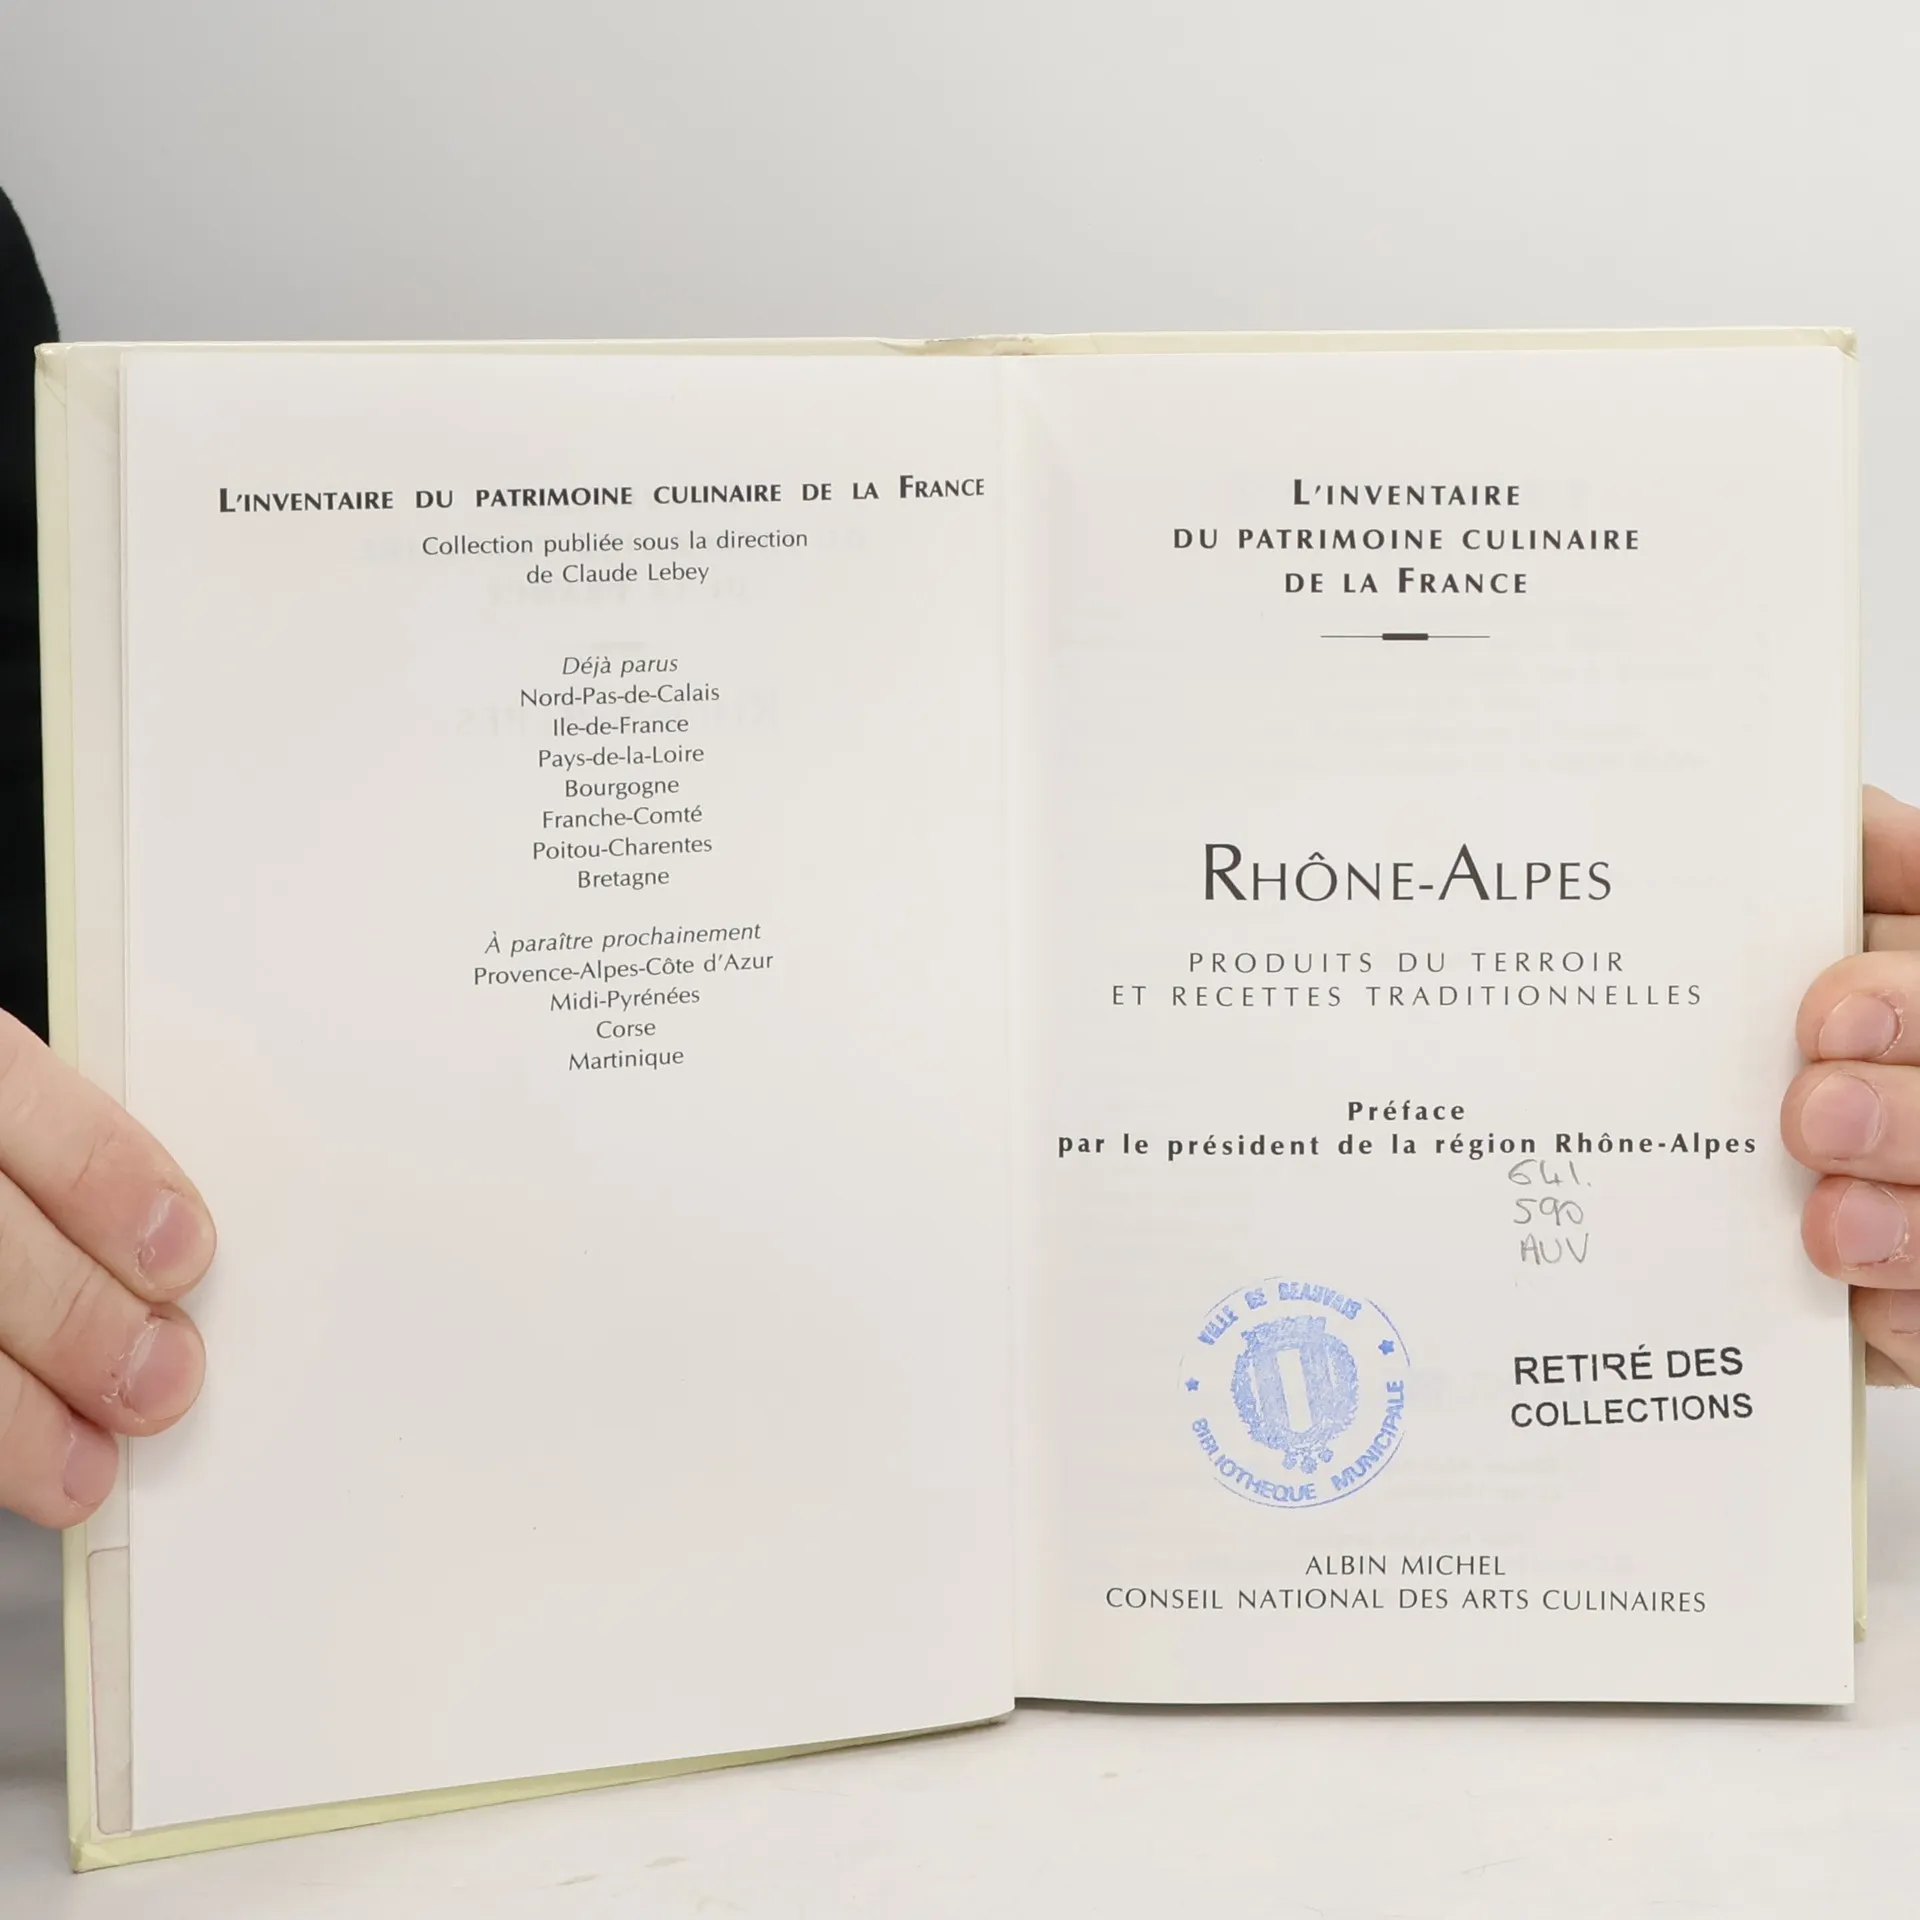 L'INVENTAIRE DU PATRIMOINE CULINAIRE DE LA FRANCE
Collection publiée sous la direction
de Claude Lebey
Déjà parus
Nord-Pas-de-Calais
Ile-de-France
Pays-de-la-Loire
Bourgogne
Franche-Comté
Poitou-Charentes
Bretagne
À paraître prochainement
Provence-Alpes-Côte d'Azur
Midi-Pyrénées
Corse
Martinique
L'INVENTAIRE
DU PATRIMOINE CULINAIRE
DE LA FRANCE
RHÔNE-ALPES
PRODUITS DU TERROIR
ET RECETTES TRADITIONNELLES
Préface
par le président de la région Rhône-Alpes
641.
590
AUV
VILLE DE BEAUVAIS
BIBLIOTHEQUE MUNICIPALE
RETIRÉ DES
COLLECTIONS
ALBIN MICHEL
CONSEIL NATIONAL DES ARTS CULINAIRES